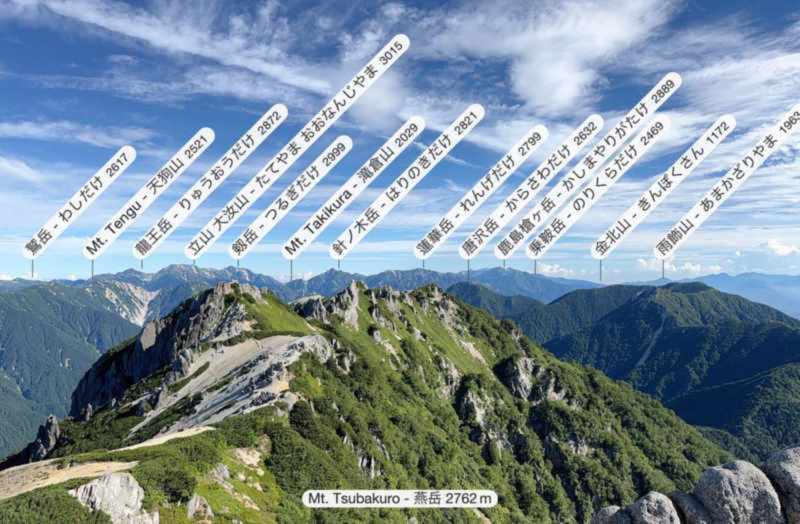 鷲岳 - わしだけ 2617
Mt. Tengu - 天狗山 2521
龍王岳 - りゅうおうだけ 2872
立山 大汝山 - たてやま おおなんじやま 3015
剱岳 - つるぎだけ 2999
Mt. Takikura - 滝倉山 2029
針ノ木岳 - はりのきだけ 2821
蓮華岳 - れんげだけ 2799
唐沢岳 - からさわだけ 2632
鹿島槍ヶ岳 - かしまやりがたけ 2889
乗鞍岳 - のりくらだけ 2469
金北山 - きんぽくさん 1172
雨飾山 - あまかざりやま 1963
Mt. Tsubakuro - 燕岳 2762 m